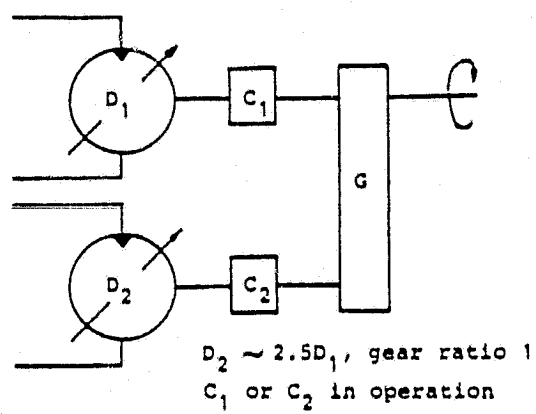 D₁
C₁
G
D₂
C₂
D₂ ~ 2.5D₁, gear ratio 1
C₁ or C₂ in operation